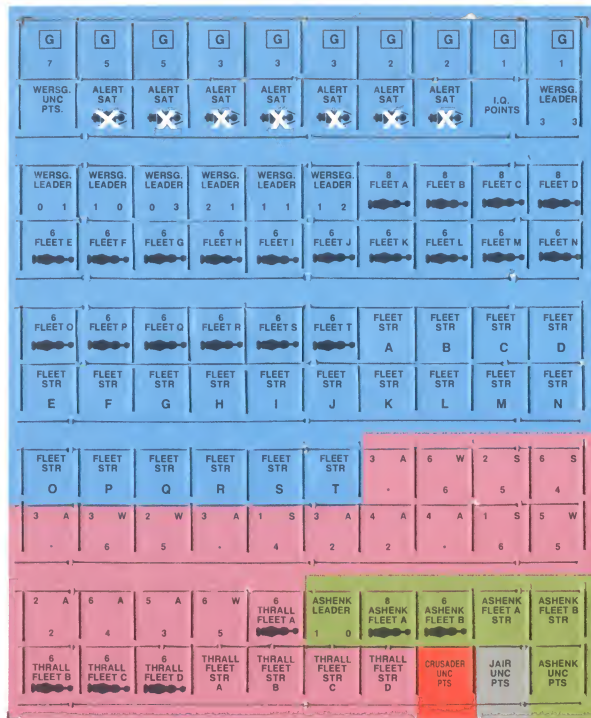 G
7
G
5
G
5
G
3
G
3
G
3
G
2
G
2
G
1
G
1
WERSG.
UNC
PTS.
ALERT
SAT
X
ALERT
SAT
X
ALERT
SAT
X
ALERT
SAT
X
ALERT
SAT
X
ALERT
SAT
X
ALERT
SAT
X
I.Q.
POINTS
WERSG.
LEADER
3 3
WERSG.
LEADER
0 1
WERSG.
LEADER
1 0
WERSG.
LEADER
0 3
WERSG.
LEADER
2 1
WERSG.
LEADER
1 1
WERSEG.
LEADER
1 2
8
FLEET A
8
FLEET B
8
FLEET C
8
FLEET D
6
FLEET E
6
FLEET F
6
FLEET G
6
FLEET H
6
FLEET I
6
FLEET J
6
FLEET K
6
FLEET L
6
FLEET M
6
FLEET N
6
FLEET O
6
FLEET P
6
FLEET Q
6
FLEET R
6
FLEET S
6
FLEET T
FLEET
STR
A
FLEET
STR
B
FLEET
STR
C
FLEET
STR
D
FLEET
STR
E
FLEET
STR
F
FLEET
STR
G
FLEET
STR
H
FLEET
STR
I
FLEET
STR
J
FLEET
STR
K
FLEET
STR
L
FLEET
STR
M
FLEET
STR
N
FLEET
STR
O
FLEET
STR
P
FLEET
STR
Q
FLEET
STR
R
FLEET
STR
S
FLEET
STR
T
3 A
-
6 W
6
2 S
5
6 S
4
3 A
-
3 W
6
2 W
5
3 A
-
1 S
4
3 A
2
4 A
2
4 A
-
1 S
6
5 W
5
2 A
2
6 A
4
5 A
3
6 W
5
6
THRALL
FLEET A
ASHENK
LEADER
1 0
8
ASHENK
FLEET A
6
ASHENK
FLEET B
ASHENK
FLEET A
STR
ASHENK
FLEET B
STR
6
THRALL
FLEET B
6
THRALL
FLEET C
6
THRALL
FLEET D
THRALL
FLEET
STR
A
THRALL
FLEET
STR
B
THRALL
FLEET
STR
C
THRALL
FLEET
STR
D
CRUSADER
UNC
PTS
JAIR
UNC
PTS
ASHENK
UNC
PTS